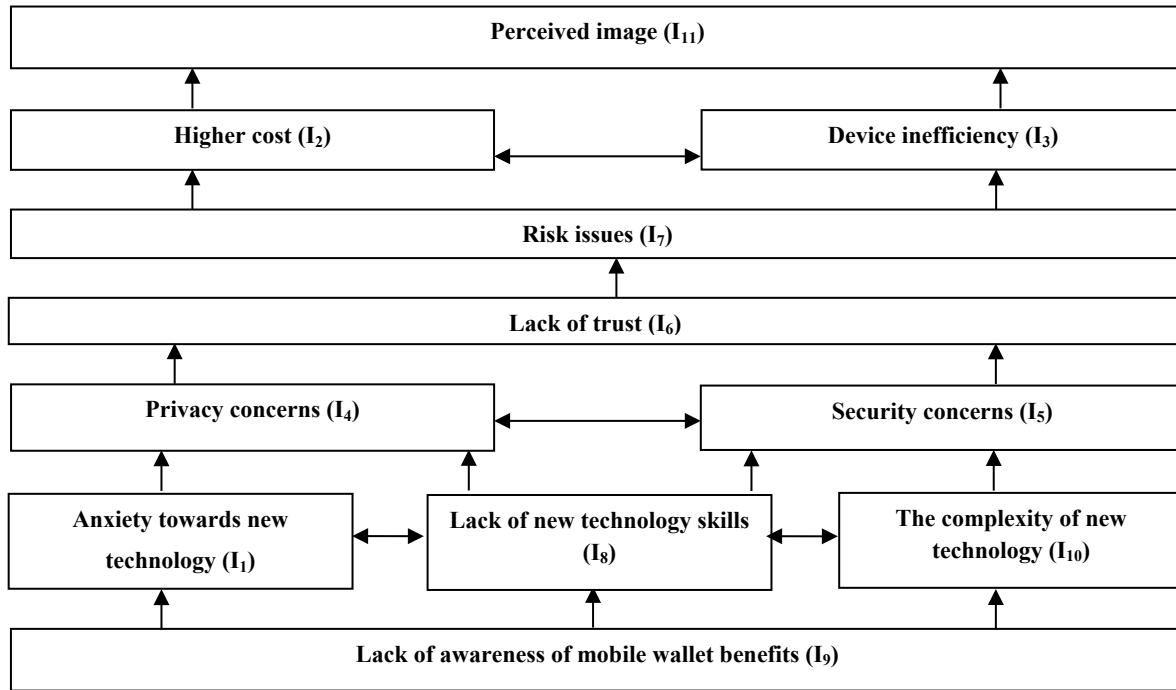 Perceived image (I₁₁)
Higher cost (I₂)
Device inefficiency (I₃)
Risk issues (I₇)
Lack of trust (I₆)
Privacy concerns (I₄)
Security concerns (I₅)
Anxiety towards new
technology (I₁)
Lack of new technology skills
(I₈)
The complexity of new
technology (I₁₀)
Lack of awareness of mobile wallet benefits (I₉)